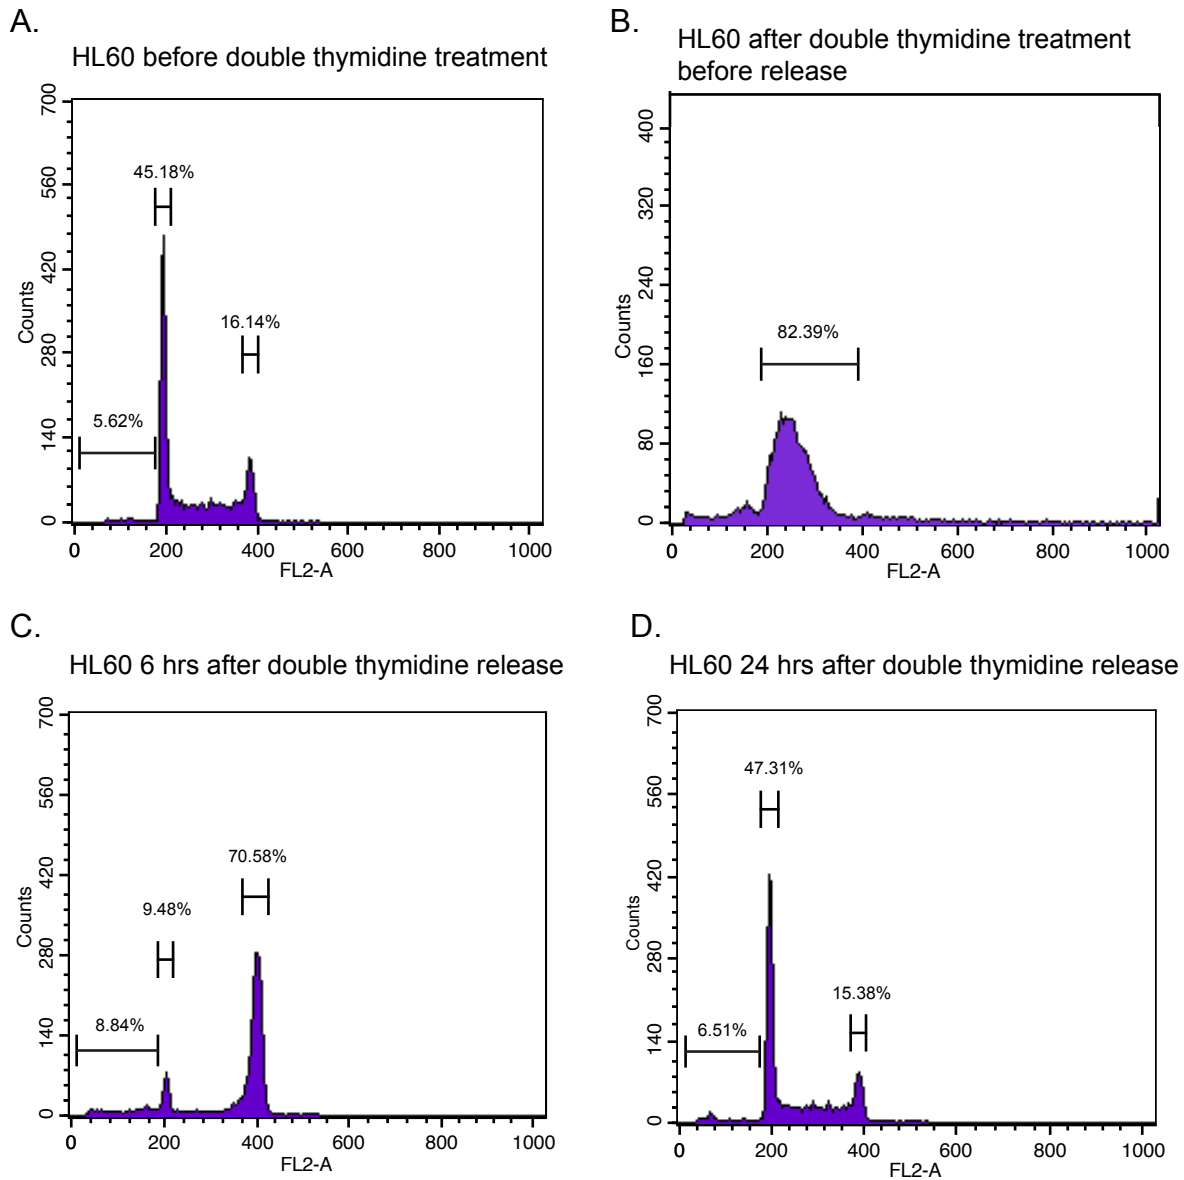 A.
HL60 before double thymidine treatment
700
560
420
280
140
0
Counts
45.18%
16.14%
5.62%
0 200 400 600 800 1000
FL2-A
B.
HL60 after double thymidine treatment
before release
400
320
240
160
80
0
Counts
82.39%
0 200 400 600 800 1000
FL2-A
C.
HL60 6 hrs after double thymidine release
700
560
420
280
140
0
Counts
70.58%
9.48%
8.84%
0 200 400 600 800 1000
FL2-A
D.
HL60 24 hrs after double thymidine release
700
560
420
280
140
0
Counts
47.31%
15.38%
6.51%
0 200 400 600 800 1000
FL2-A